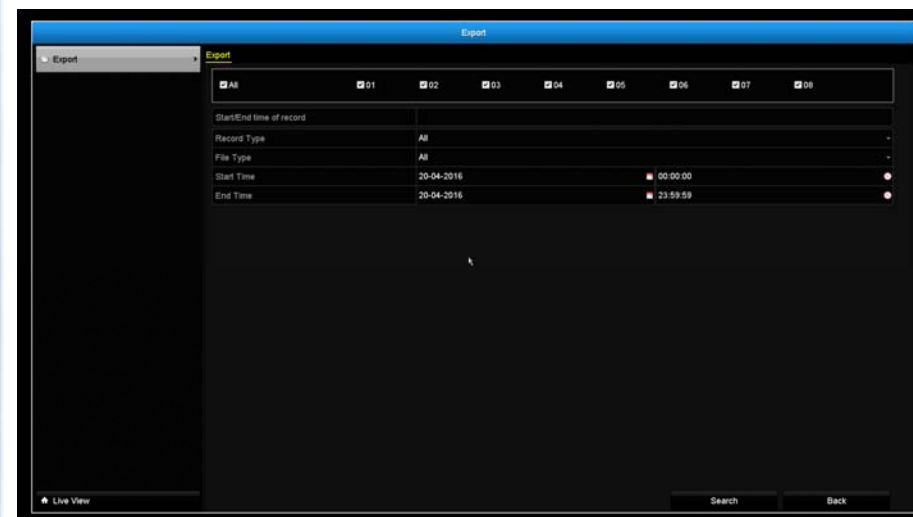 Export
Export
Export
All 01 02 03 04 05 06 07 08
Start/End time of record
Record Type All
File Type All
Start Time 20-04-2016 00:00:00
End Time 20-04-2016 23:59:59
Live View
Search Back